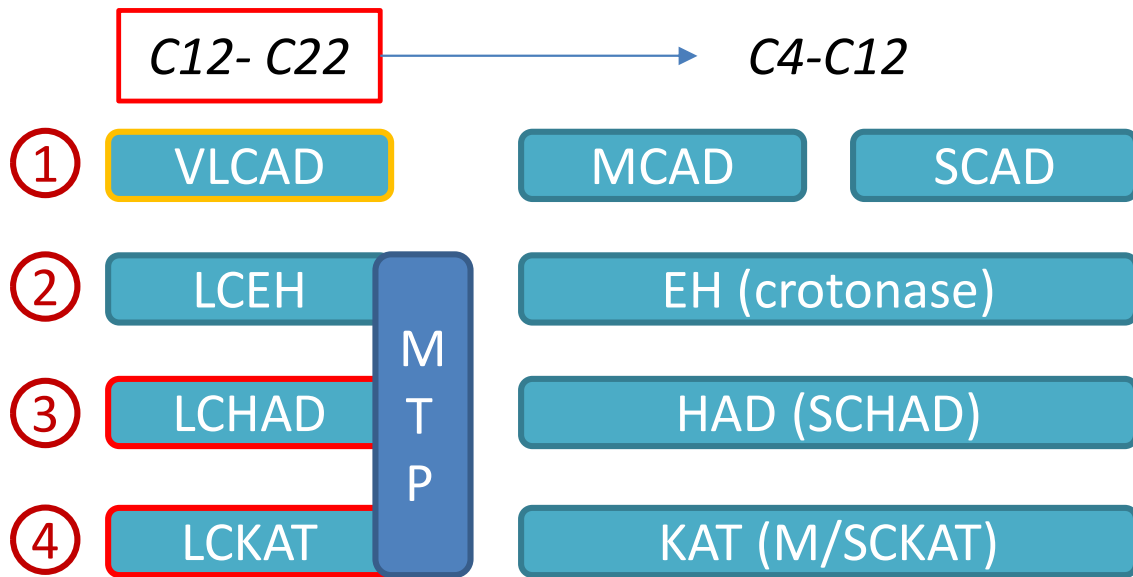 C12- C22 C4-C12
1 VLCAD MCAD SCAD
2 LCEH EH (crotonase)
M
T
P
3 LCHAD HAD (SCHAD)
4 LCKAT KAT (M/SCKAT)